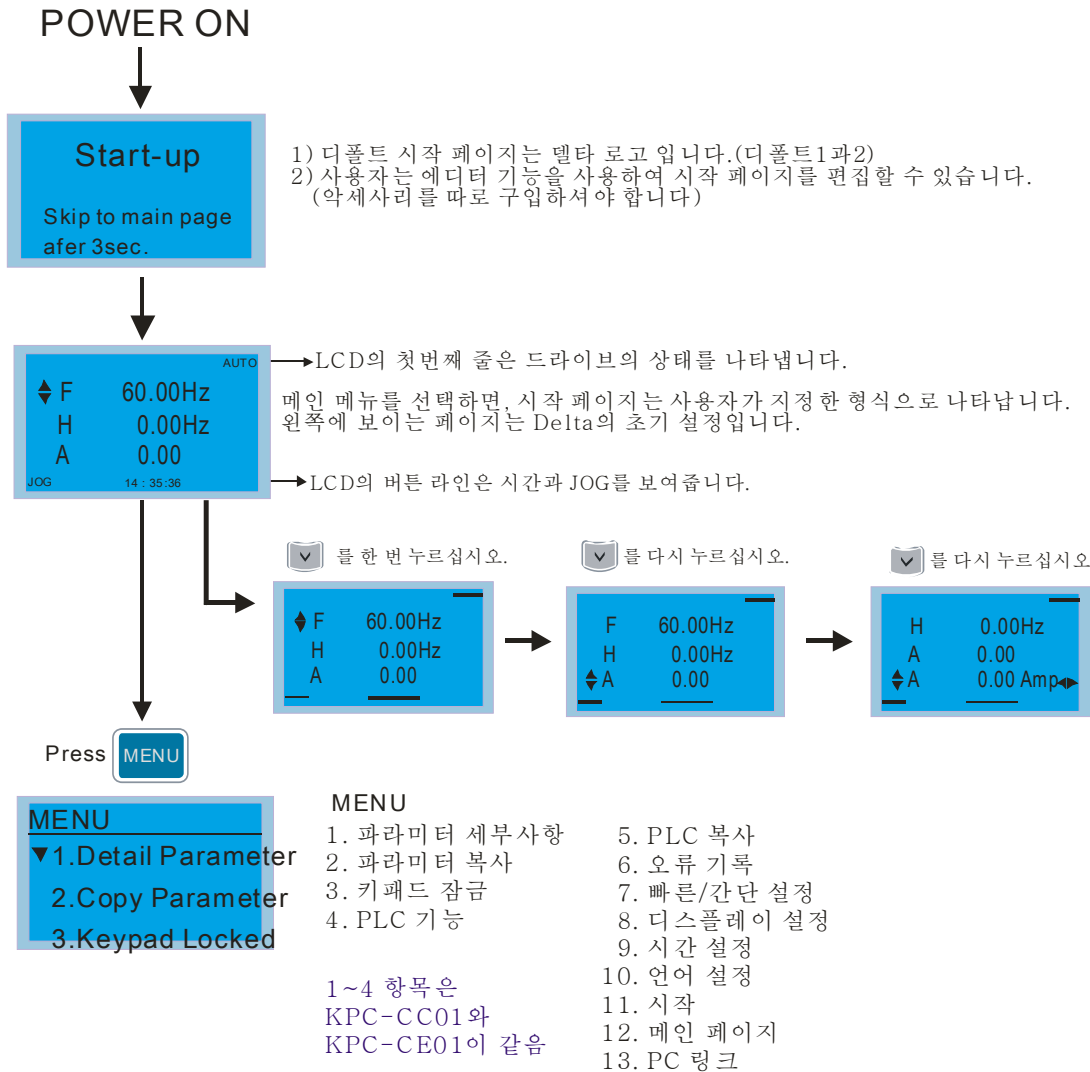 POWER ON
Start-up
Skip to main page
afer 3sec.
1) 디폴트 시작 페이지는 델타 로고 입니다.(디폴트1과2)
2) 사용자는 에디터 기능을 사용하여 시작 페이지를 편집할 수 있습니다.
(악세사리를 따로 구입하셔야 합니다)
AUTO
F 60.00Hz
H 0.00Hz
A 0.00
JOG 14 : 35:36
LCD의 첫번째 줄은 드라이브의 상태를 나타냅니다.
메인 메뉴를 선택하면, 시작 페이지는 사용자가 지정한 형식으로 나타납니다.
왼쪽에 보이는 페이지는 Delta의 초기 설정입니다.
LCD의 버튼 라인은 시간과 JOG를 보여줍니다.
를 한 번 누르십시오.
F 60.00Hz
H 0.00Hz
A 0.00
를 다시 누르십시오.
F 60.00Hz
H 0.00Hz
A 0.00
를 다시 누르십시오
H 0.00Hz
A 0.00
A 0.00 Amp
Press MENU
MENU
▼1.Detail Parameter
2.Copy Parameter
3.Keypad Locked
MENU
1. 파라미터 세부사항
2. 파라미터 복사
3. 키패드 잠금
4. PLC 기능
1~4 항목은
KPC-CC01와
KPC-CE01이 같음
5. PLC 복사
6. 오류 기록
7. 빠른/간단 설정
8. 디스플레이 설정
9. 시간 설정
10. 언어 설정
11. 시작
12. 메인 페이지
13. PC 링크